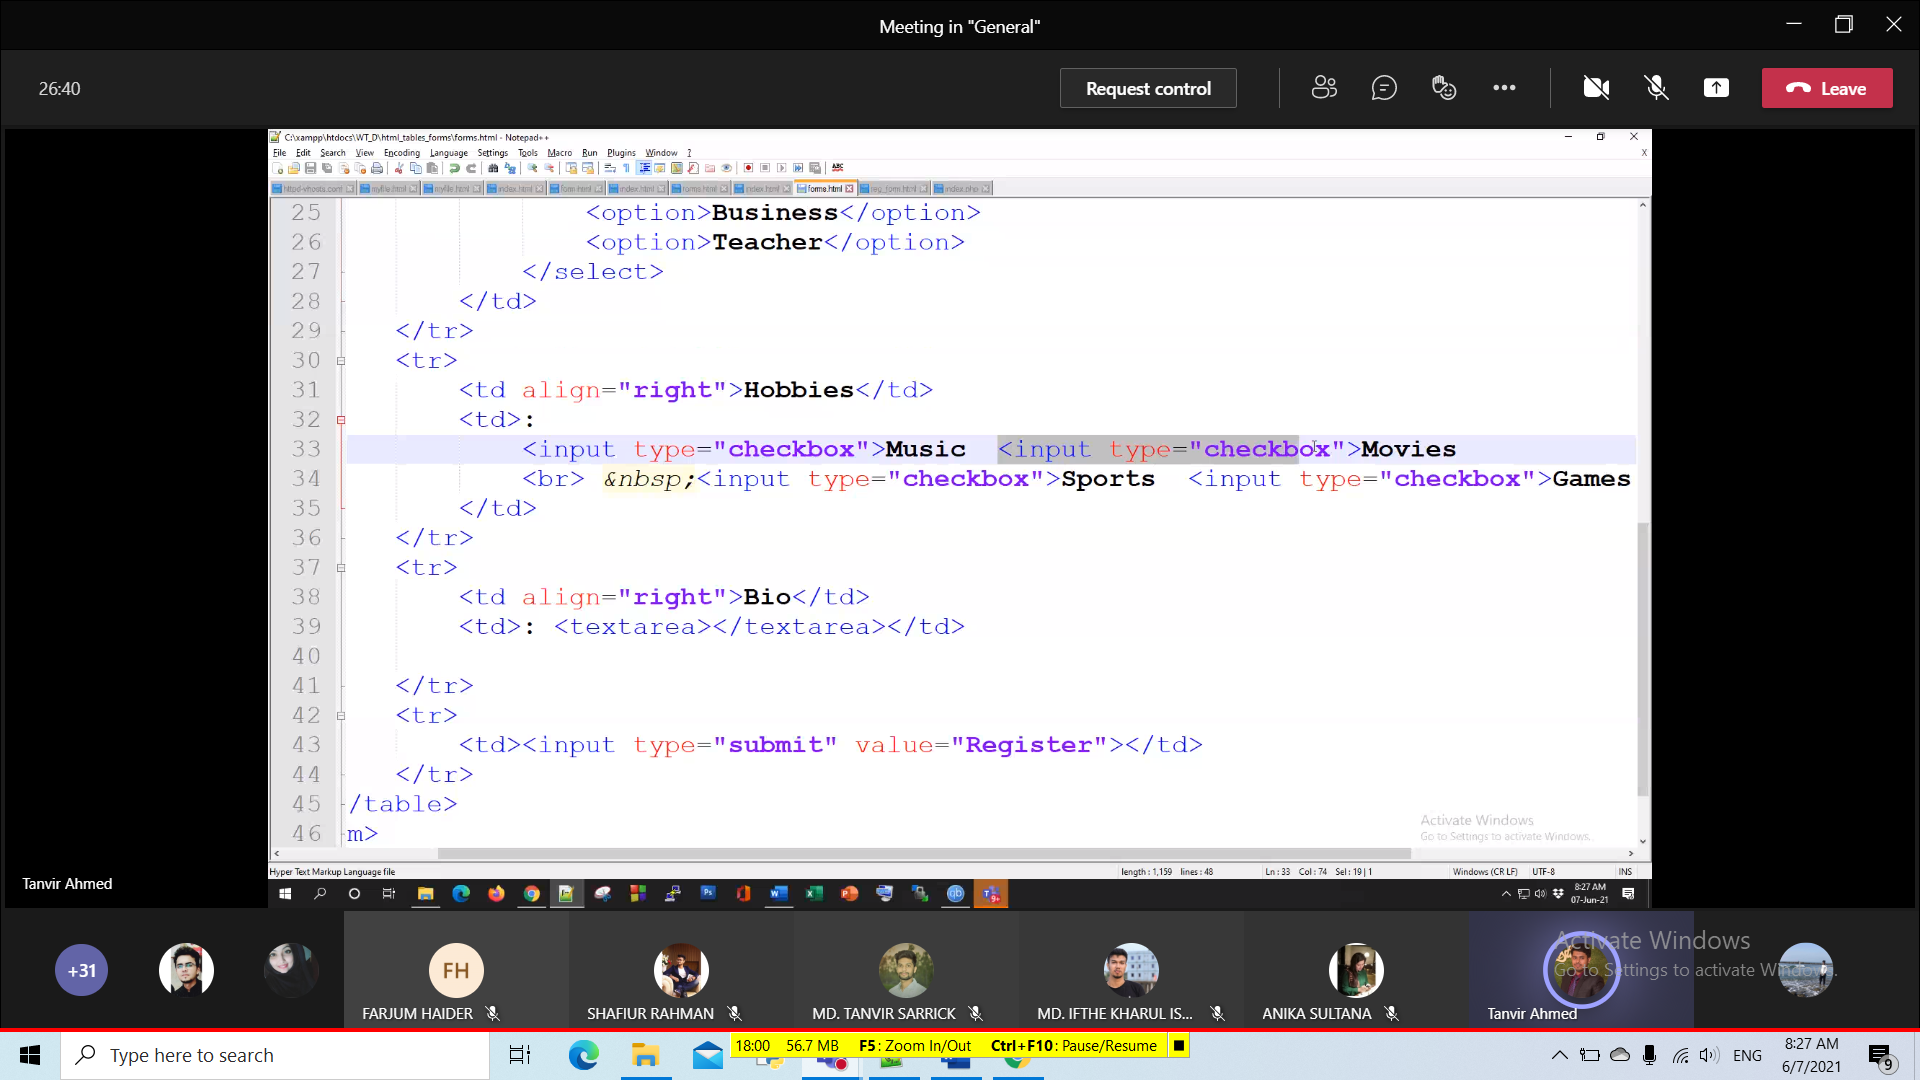 Meeting in "General"
26:40
Request control
Leave
C:\xampp\htdocs\WT_D\html_tables_forms\forms.html - Notepad++
File Edit Search View Encoding Language Settings Tools Macro Run Plugins Window ?
index.html forms.html index.html forms.html index.php
25 <option>Business</option>
26 <option>Teacher</option>
27 </select>
28 </td>
29 </tr>
30 <tr>
31 <td align="right">Hobbies</td>
32 <td>:
33 <input type="checkbox">Music <input type="checkbox">Movies
34 <br> &nbsp;<input type="checkbox">Sports <input type="checkbox">Games
35 </td>
36 </tr>
37 <tr>
38 <td align="right">Bio</td>
39 <td>: <textarea></textarea></td>
40
41 </tr>
42 <tr>
43 <td><input type="submit" value="Register"></td>
44 </tr>
45 /table>
46 m>
Activate Windows
Go to Settings to activate Windows.
Hyper Text Markup Language file length : 1,159 lines : 48 Ln : 33 Col : 74 Sel : 19 | 1 Windows (CR LF) UTF-8 INS
Tanvir Ahmed
8:27 AM
07-Jun-21
+31
FH
FARJUM HAIDER
SHAFIUR RAHMAN
MD. TANVIR SARRICK
MD. IFTHE KHARUL IS...
ANIKA SULTANA
Tanvir Ahmed
Activate Windows
Go to Settings to activate Windows.
Type here to search
18:00 56.7 MB F5: Zoom In/Out Ctrl+F10: Pause/Resume
ENG
8:27 AM
6/7/2021
9